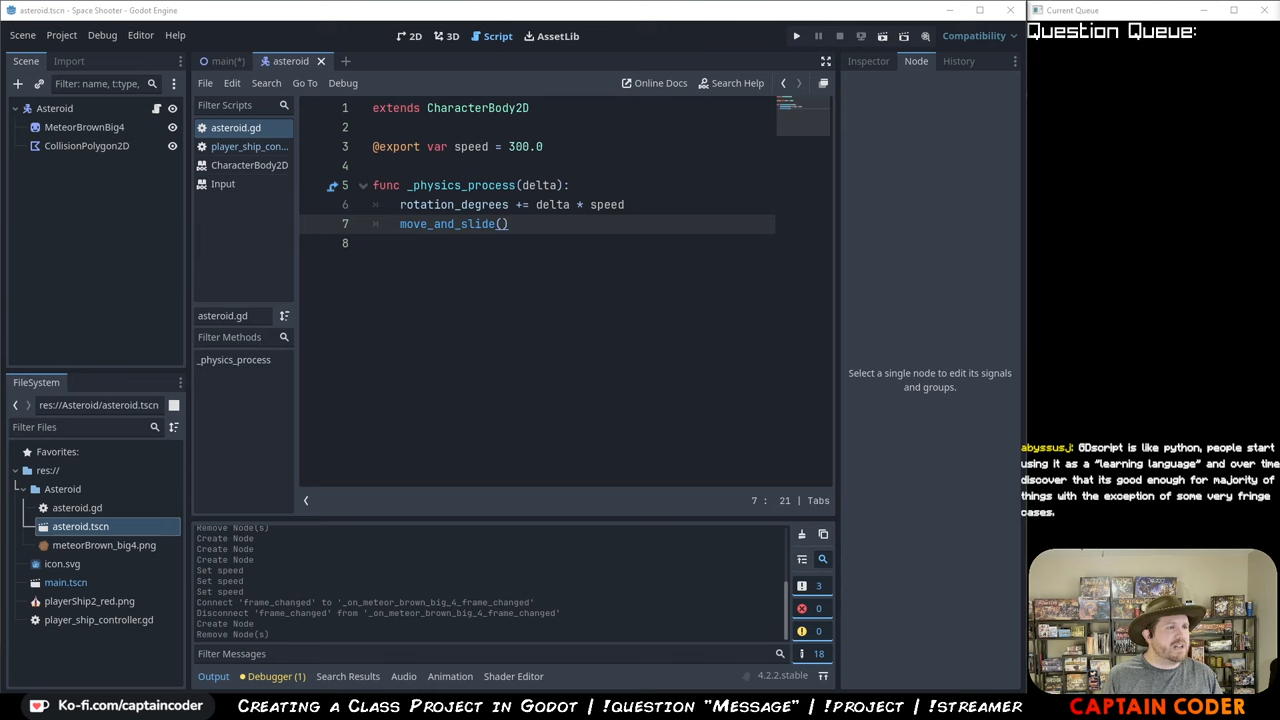 asteroid.tscn - Space Shooter - Godot Engine
Current Queue
Scene Project Debug Editor Help
2D 3D Script AssetLib
Compatibility
Question Queue:
Scene Import
main(*) asteroid
Inspector Node History
Filter: name, t:type,
File Edit Search Go To Debug
Online Docs Search Help
Asteroid
MeteorBrownBig4
CollisionPolygon2D
Filter Scripts
asteroid.gd
player_ship_con...
CharacterBody2D
Input
1 extends CharacterBody2D
2
3 @export var speed = 300.0
4
5 func _physics_process(delta):
6 rotation_degrees += delta * speed
7 move_and_slide()
8
asteroid.gd
Filter Methods
_physics_process
Select a single node to edit its signals
and groups.
FileSystem
res://Asteroid/asteroid.tscn
Filter Files
Favorites:
res://
Asteroid
asteroid.gd
asteroid.tscn
meteorBrown_big4.png
icon.svg
main.tscn
playerShip2_red.png
player_ship_controller.gd
7 : 21 | Tabs
Remove Node(s)
Create Node
Create Node
Create Node
Set speed
Set speed
Set speed
Connect 'frame_changed' to '_on_meteor_brown_big_4_frame_changed'
Disconnect 'frame_changed' from '_on_meteor_brown_big_4_frame_changed'
Create Node
Remove Node(s)
3
0
0
18
Filter Messages
Output Debugger (1) Search Results Audio Animation Shader Editor
4.2.2.stable
abyssusj: GDscript is like python, people start
using it as a "learning language" and over time
discover that its good enough for majority of
things with the exception of some very fringe
cases.
Ko-fi.com/captaincoder
Creating a Class Project in Godot | !question "Message" | !project | !streamer
CAPTAIN CODER